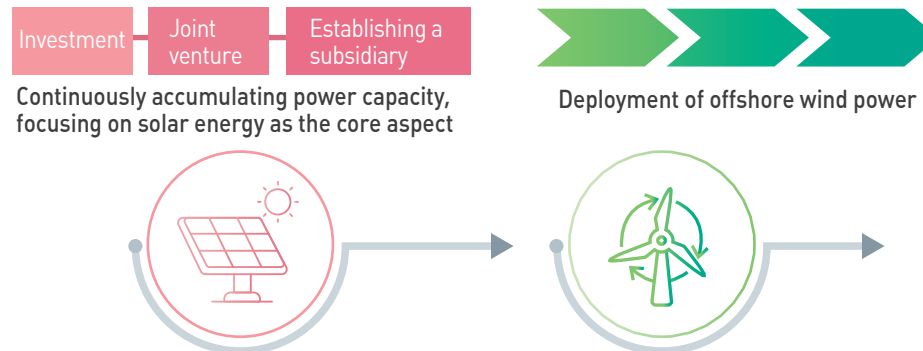 Investment
Joint
venture
Establishing a
subsidiary
Continuously accumulating power capacity,
focusing on solar energy as the core aspect
Deployment of offshore wind power